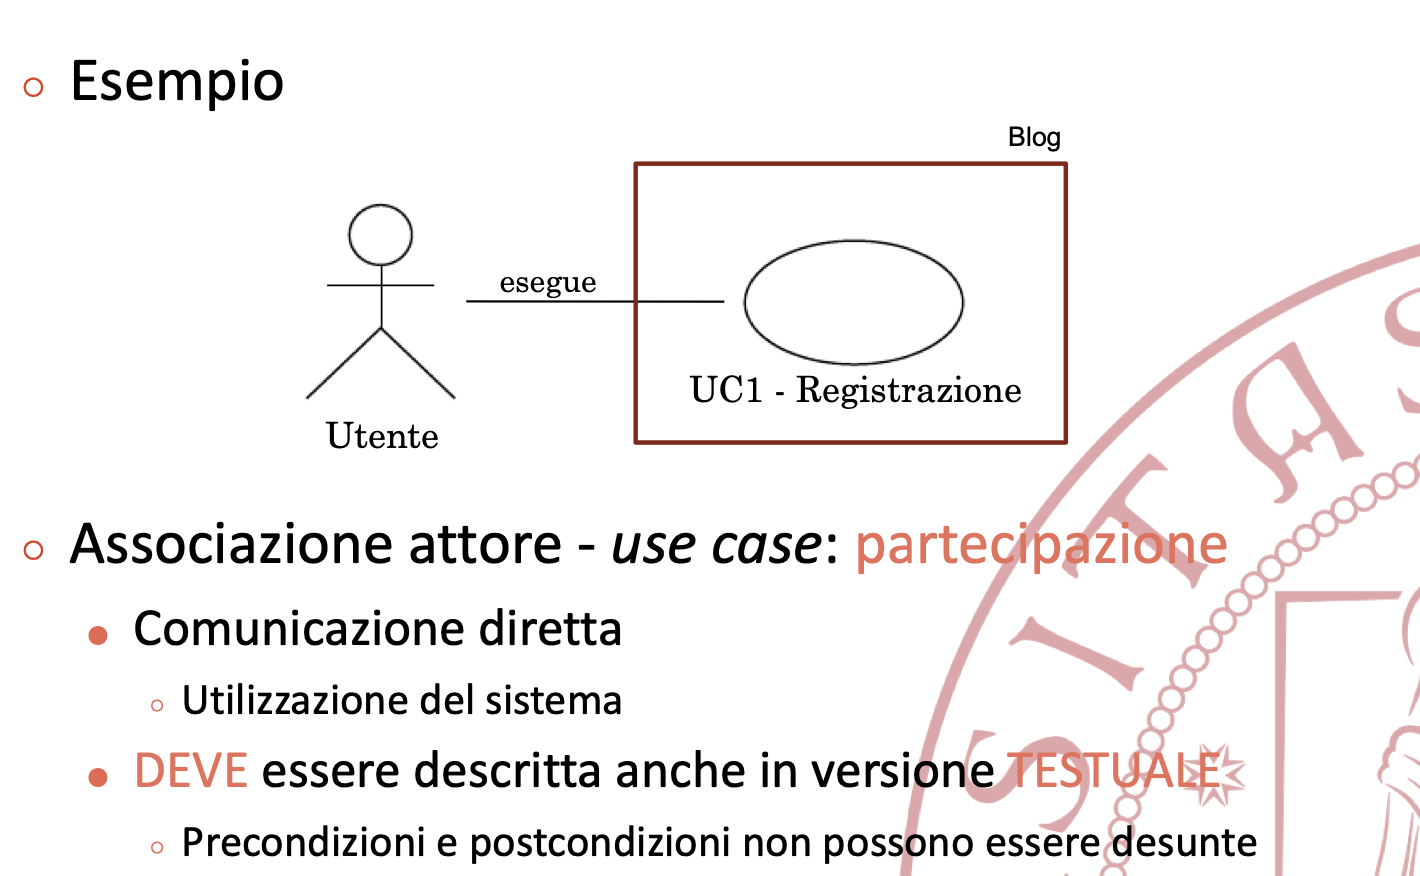 Esempio
Blog
esegue
UC1 - Registrazione
Utente
Associazione attore - use case: partecipazione
Comunicazione diretta
Utilizzazione del sistema
DEVE essere descritta anche in versione TESTUALE
Precondizioni e postcondizioni non possono essere desunte
SITAS